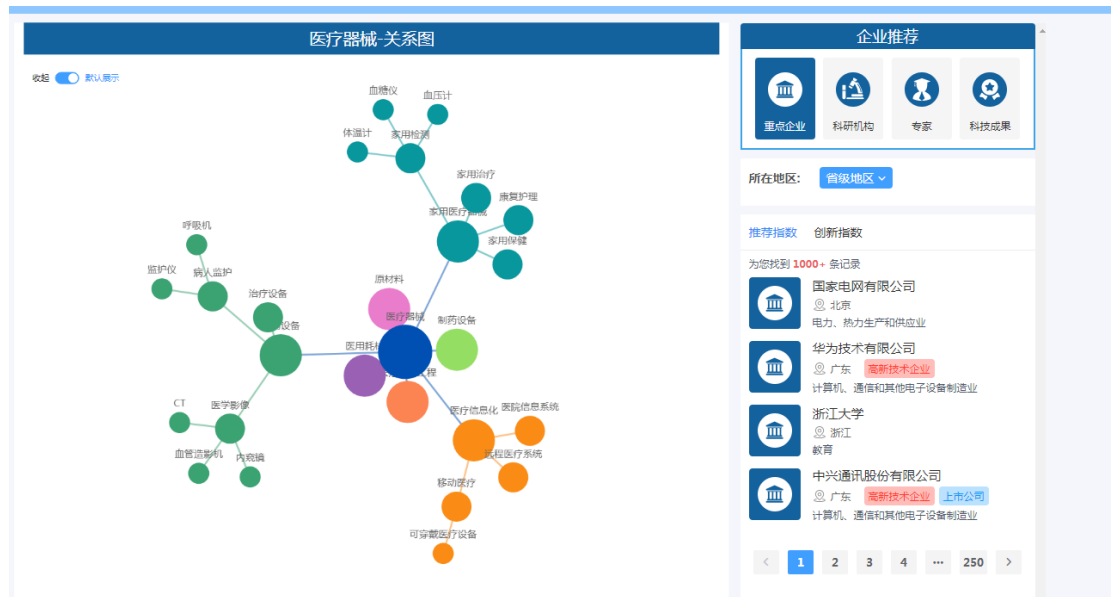 医疗器械-关系图
收起 默认展示
血糖仪
血压计
体温计
家用检测
家用治疗
康复护理
家用医疗器械
家用保健
呼吸机
监护仪
病人监护
治疗设备
设备
原材料
医疗器械
制药设备
医用耗
程
CT
医学影像
血管造影机
内窥镜
医疗信息化
医院信息系统
远程医疗系统
移动医疗
可穿戴医疗设备
企业推荐
重点企业 科研机构 专家 科技成果
所在地区： 省级地区
推荐指数 创新指数
为您找到 1000+ 条记录
国家电网有限公司
北京
电力、热力生产和供应业
华为技术有限公司
广东 高新技术企业
计算机、通信和其他电子设备制造业
浙江大学
浙江
教育
中兴通讯股份有限公司
广东 高新技术企业 上市公司
计算机、通信和其他电子设备制造业
< 1 2 3 4 ··· 250 >